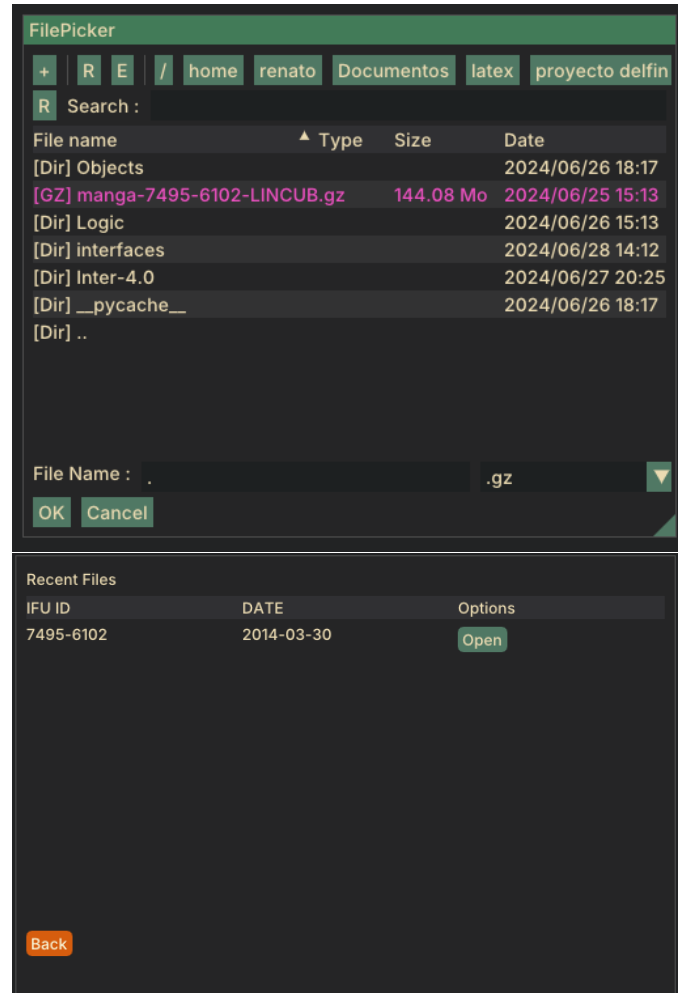 FilePicker
+ R E / home renato Documentos latex proyecto delfin
R Search :
File name ▲ Type Size Date
[Dir] Objects 2024/06/26 18:17
[GZ] manga-7495-6102-LINCUB.gz 144.08 Mo 2024/06/25 15:13
[Dir] Logic 2024/06/26 15:13
[Dir] interfaces 2024/06/28 14:12
[Dir] Inter-4.0 2024/06/27 20:25
[Dir] __pycache__ 2024/06/26 18:17
[Dir] ..
File Name : . .gz ▼
OK Cancel
Recent Files
IFU ID DATE Options
7495-6102 2014-03-30 Open
Back